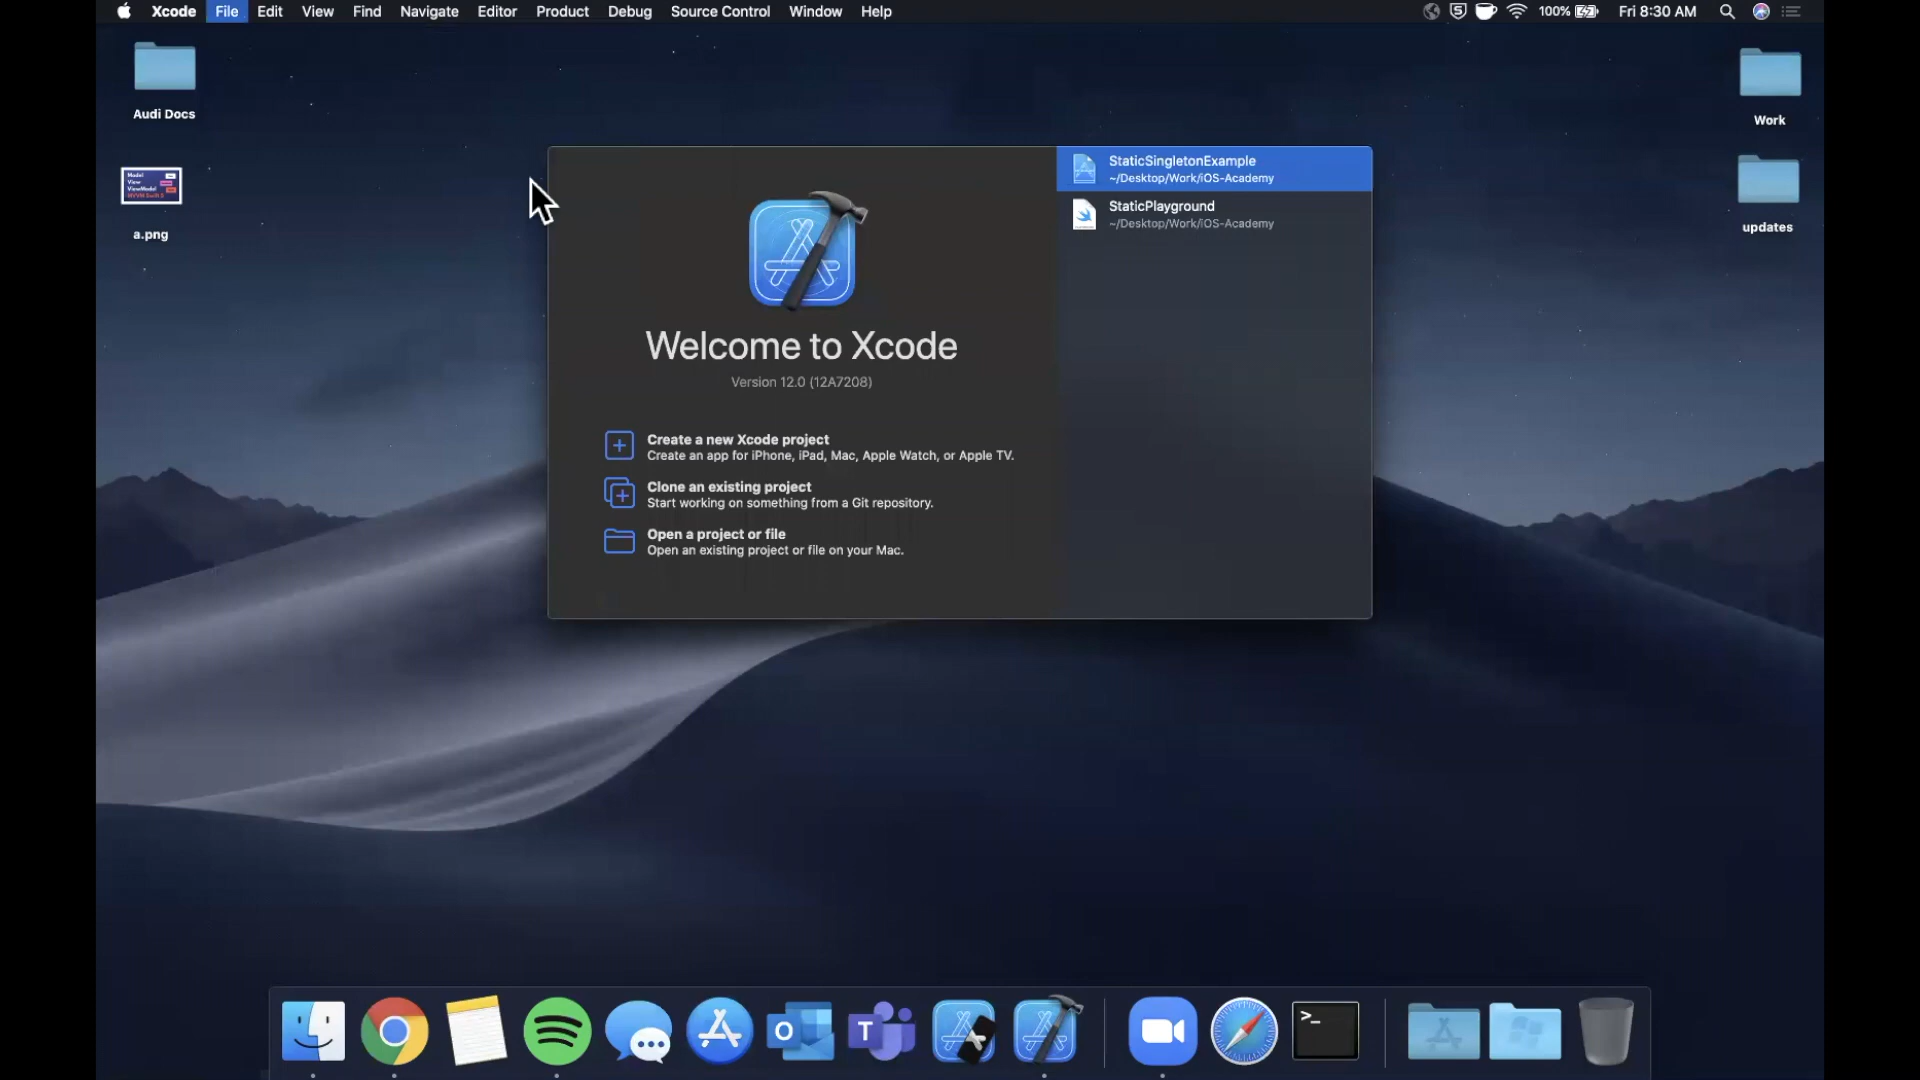 Xcode File Edit View Find Navigate Editor Product Debug Source Control Window Help 100% Fri 8:30 AM
Audi Docs
Work
Model
View
ViewModel
a.png
updates
StaticSingletonExample
~/Desktop/Work/iOS-Academy
StaticPlayground
~/Desktop/Work/iOS-Academy
Welcome to Xcode
Version 12.0 (12A7208)
Create a new Xcode project
Create an app for iPhone, iPad, Mac, Apple Watch, or Apple TV.
Clone an existing project
Start working on something from a Git repository.
Open a project or file
Open an existing project or file on your Mac.